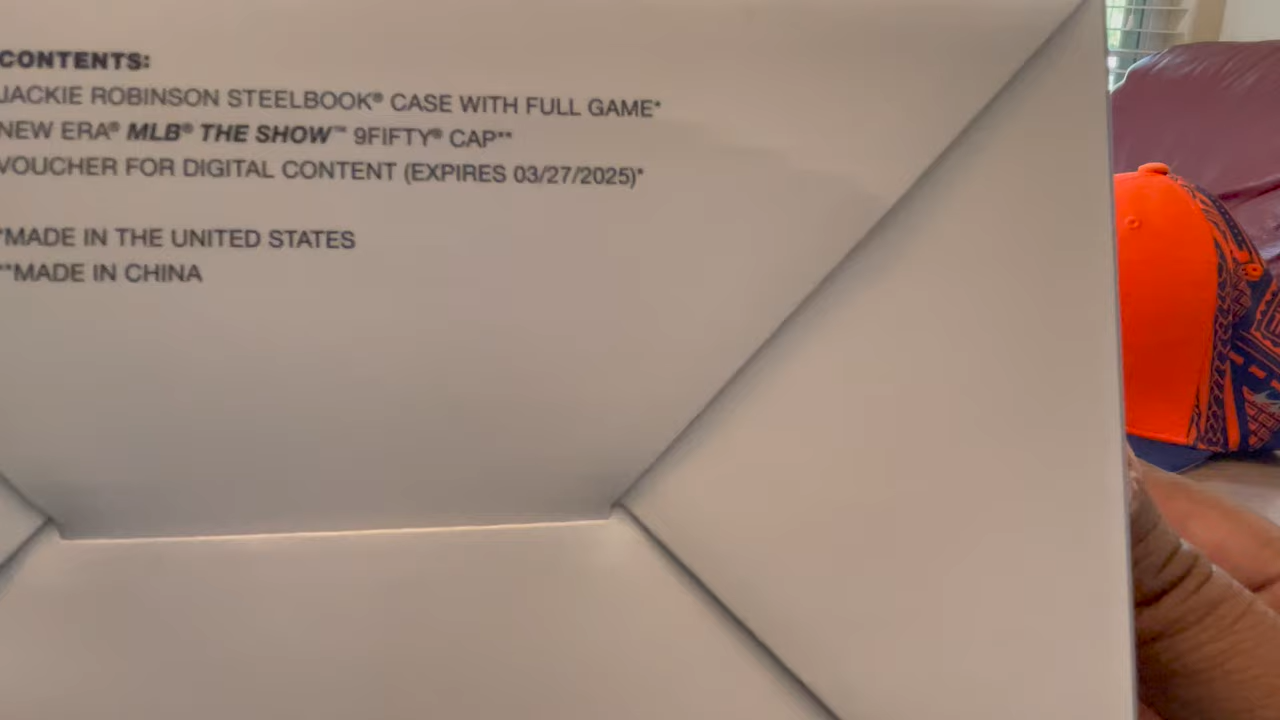 CONTENTS:
JACKIE ROBINSON STEELBOOK® CASE WITH FULL GAME*
NEW ERA® MLB® THE SHOW™ 9FIFTY® CAP**
VOUCHER FOR DIGITAL CONTENT (EXPIRES 03/27/2025)*
*MADE IN THE UNITED STATES
**MADE IN CHINA